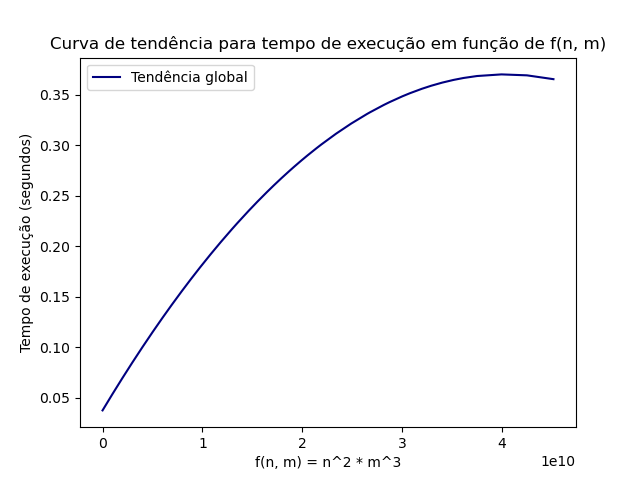 Curva de tendência para tempo de execução em função de f(n, m)
Tendência global
Tempo de execução (segundos)
0.35
0.30
0.25
0.20
0.15
0.10
0.05
0 1 2 3 4
1e10
f(n, m) = n^2 * m^3